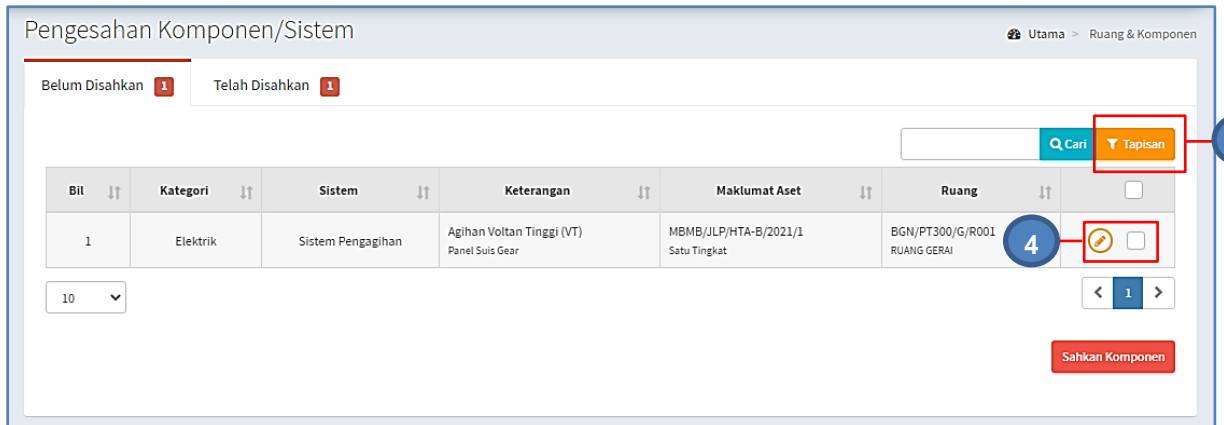 Pengesahan Komponen/Sistem
Utama > Ruang & Komponen
Belum Disahkan 1 Telah Disahkan 1
Cari Tapisan
Bil Kategori Sistem Keterangan Maklumat Aset Ruang
1 Elektrik Sistem Pengagihan Agihan Voltan Tinggi (VT) MBMB/JLP/HTA-B/2021/1 BGN/PT300/G/R001
Panel Suis Gear Satu Tingkat RUANG GERAI
4
10 < 1 >
Sahkan Komponen